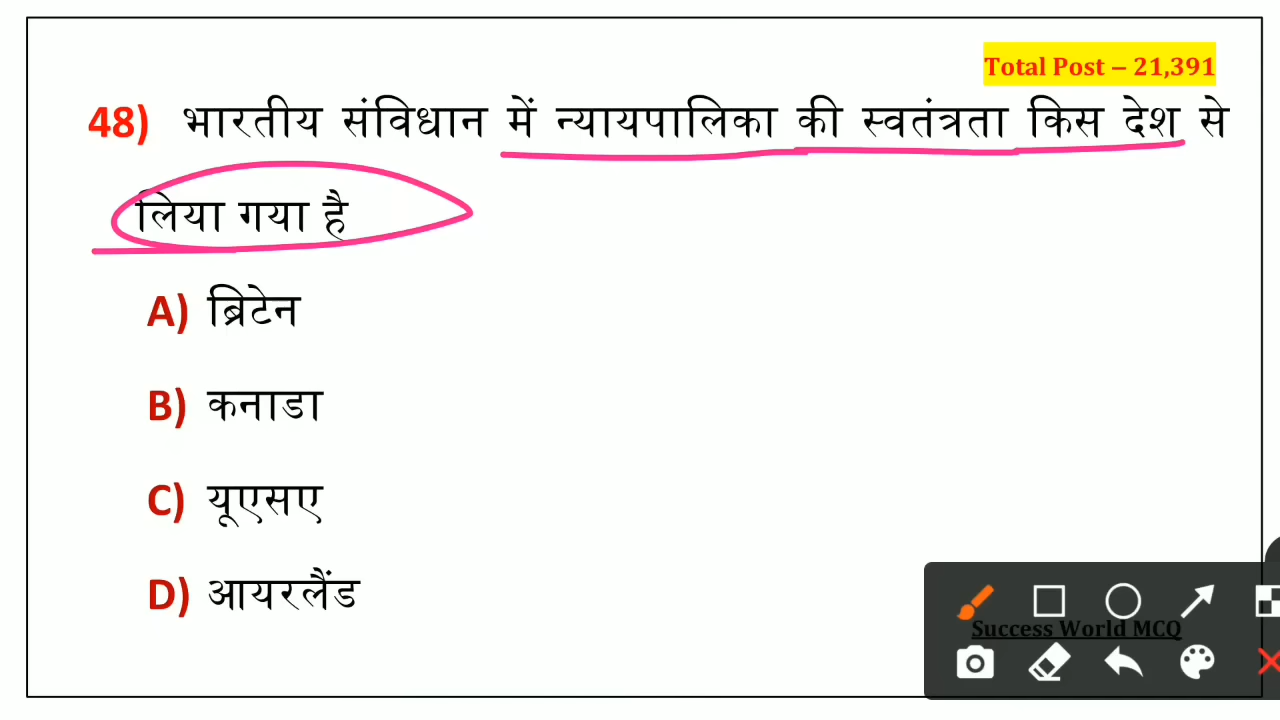 Total Post – 21,391
48) भारतीय संविधान में न्यायपालिका की स्वतंत्रता किस देश से
लिया गया है
A) ब्रिटेन
B) कनाडा
C) यूएसए
D) आयरलैंड
Success World MCQ